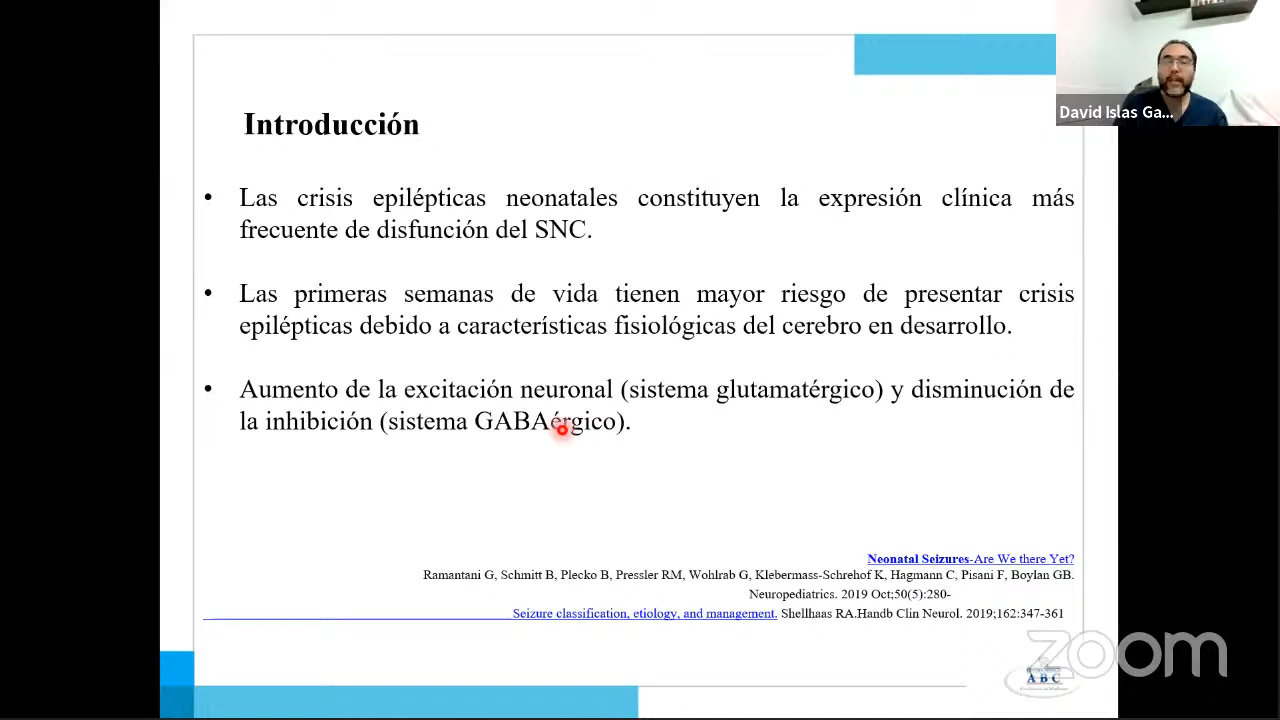 David Islas Ga...
Introducción
• Las crisis epilépticas neonatales constituyen la expresión clínica más
frecuente de disfunción del SNC.
• Las primeras semanas de vida tienen mayor riesgo de presentar crisis
epilépticas debido a características fisiológicas del cerebro en desarrollo.
• Aumento de la excitación neuronal (sistema glutamatérgico) y disminución de
la inhibición (sistema GABAérgico).
Neonatal Seizures-Are We there Yet?
Ramantani G, Schmitt B, Plecko B, Pressler RM, Wohlrab G, Klebermass-Schrehof K, Hagmann C, Pisani F, Boylan GB.
Neuropediatrics. 2019 Oct;50(5):280-
Seizure classification, etiology, and management. Shellhaas RA.Handb Clin Neurol. 2019;162:347-361
zoom
ABC